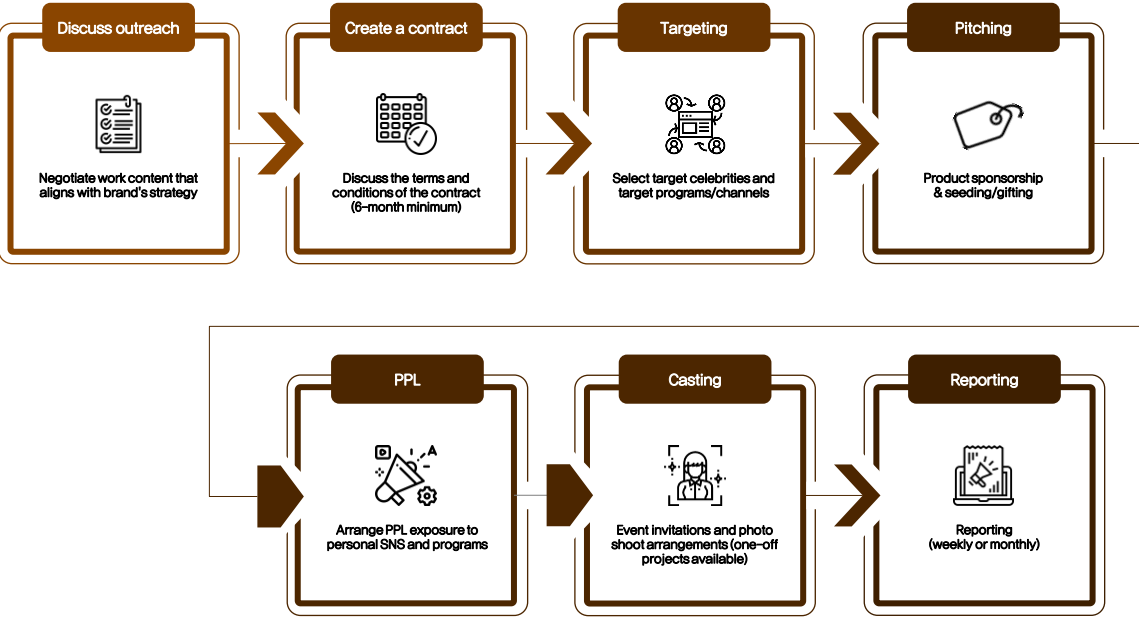 Discuss outreach
Negotiate work content that
aligns with brand's strategy
Create a contract
Discuss the terms and
conditions of the contract
(6-month minimum)
Targeting
Select target celebrities and
target programs/channels
Pitching
Product sponsorship
& seeding/gifting
PPL
A
Arrange PPL exposure to
personal SNS and programs
Casting
Event invitations and photo
shoot arrangements (one-off
projects available)
Reporting
Reporting
(weekly or monthly)